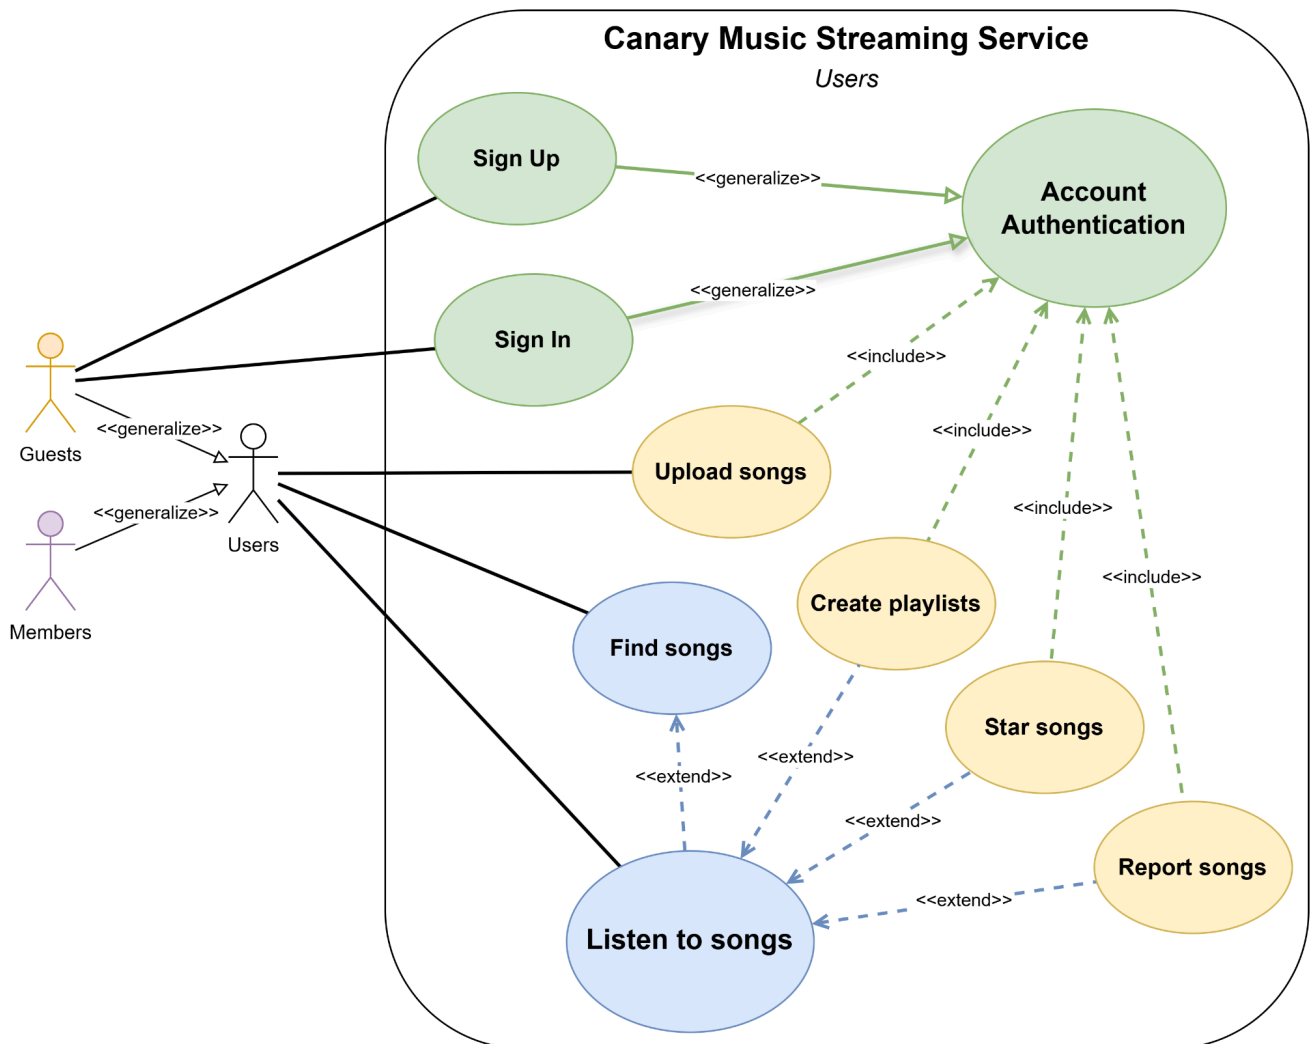 Canary Music Streaming Service
Users
Sign Up
<<generalize>>
Account
Authentication
<<generalize>>
Sign In
<<include>>
Guests
<<generalize>>
<<include>>
Upload songs
<<generalize>>
<<include>>
Users
<<include>>
Create playlists
Members
Find songs
Star songs
<<extend>>
<<extend>>
<<extend>>
Report songs
<<extend>>
Listen to songs